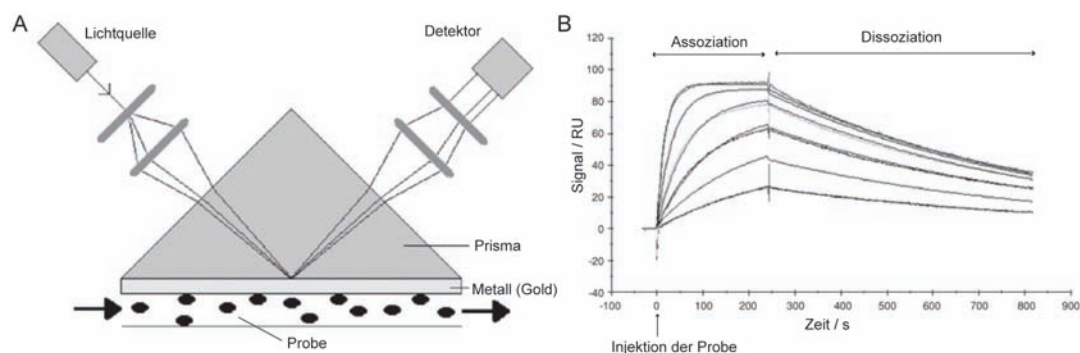 A
Lichtquelle
Detektor
Prisma
Metall (Gold)
Probe
B
Assoziation
Dissoziation
Signal / RU
120
100
80
60
40
20
0
-20
-40
-100 0 100 200 300 400 500 600 700 800 900
Zeit / s
Injektion der Probe